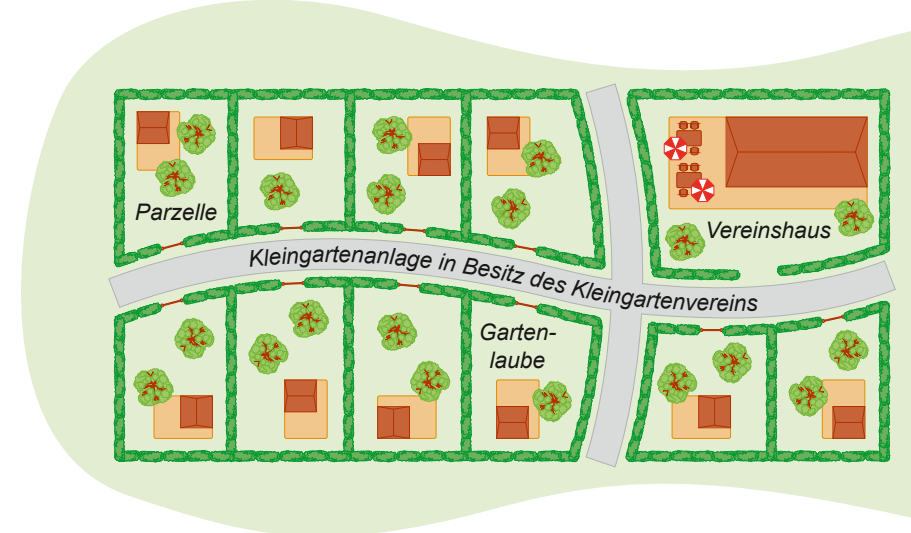 Parzelle
Vereinshaus
Kleingartenanlage in Besitz des Kleingartenvereins
Garten-
laube